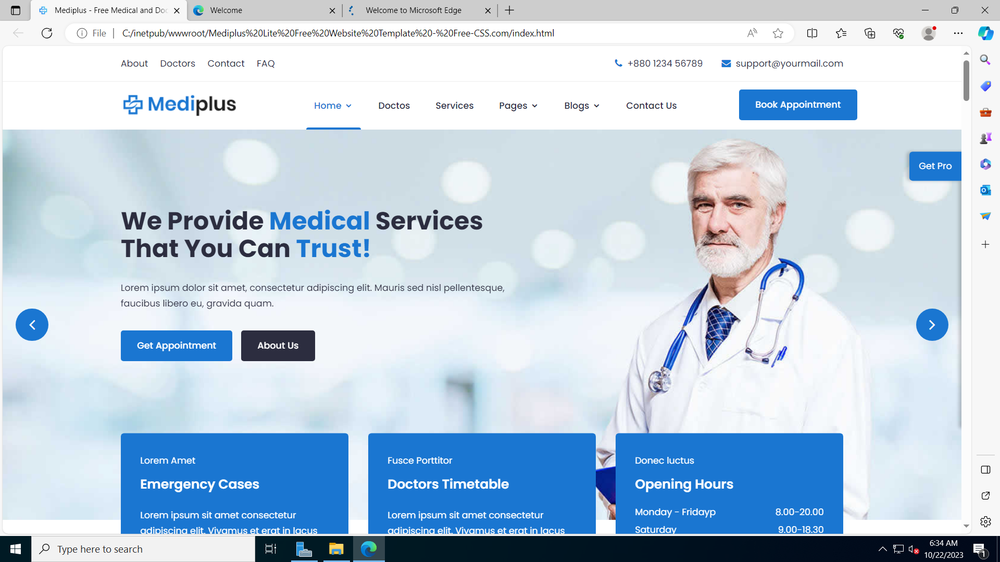 Mediplus - Free Medical and Doc
Welcome
Welcome to Microsoft Edge
File
C:/inetpub/wwwroot/Mediplus%20Lite%20Free%20Website%20Template%20-%20Free-CSS.com/index.html
About Doctors Contact FAQ
+880 1234 56789 support@yourmail.com
Mediplus
Home Doctos Services Pages Blogs Contact Us
Book Appointment
Get Pro
We Provide Medical Services
That You Can Trust!
Lorem ipsum dolor sit amet, consectetur adipiscing elit. Mauris sed nisl pellentesque,
faucibus libero eu, gravida quam.
Get Appointment About Us
Lorem Amet
Emergency Cases
Lorem ipsum sit amet consectetur
adipiscing elit. Vivamus et erat in lacus
Fusce Porttitor
Doctors Timetable
Lorem ipsum sit amet consectetur
adipiscing elit. Vivamus et erat in lacus
Donec luctus
Opening Hours
Monday - Fridayp 8.00-20.00
Saturday 9.00-18.30
Type here to search
6:34 AM
10/22/2023
1